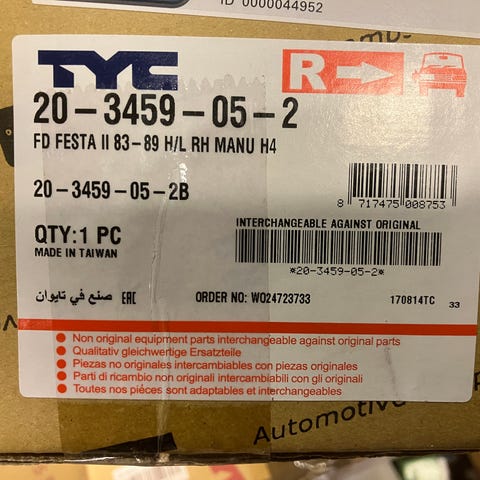 ID 0000044952
TYC
R
20-3459-05-2
FD FESTA II 83-89 H/L RH MANU H4
20-3459-05-2B
8 717475 008753
QTY:1 PC
MADE IN TAIWAN
INTERCHANGEABLE AGAINST ORIGINAL
*20-3459-05-2*
صنع في تايوان EAC
ORDER NO: WO24723733
170814TC
33
Non original equipment parts interchangeable against original parts
Qualitativ gleichwertige Ersatzteile
Piezas no originales intercambiables con piezas originales
Parti di ricambio non originali intercambiabili con gli originali
Toutes nos piéces sont adaptables et interchangeables
Automotive